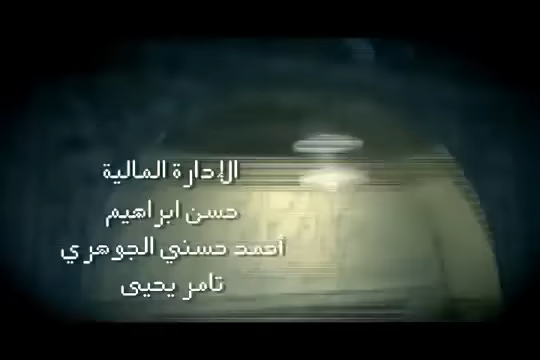 الإدارة المالية
حسن ابراهيم
أحمد حسني الجوهري
تامر يحيى